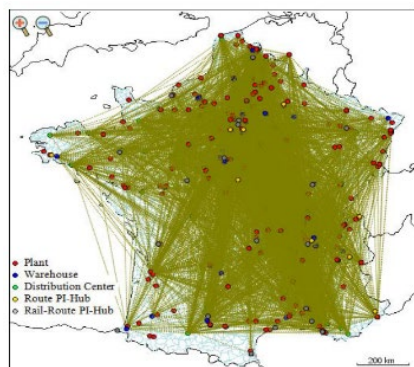 Plant
Warehouse
Distribution Center
Route PI-Hub
Rail-Route PI-Hub
200 km